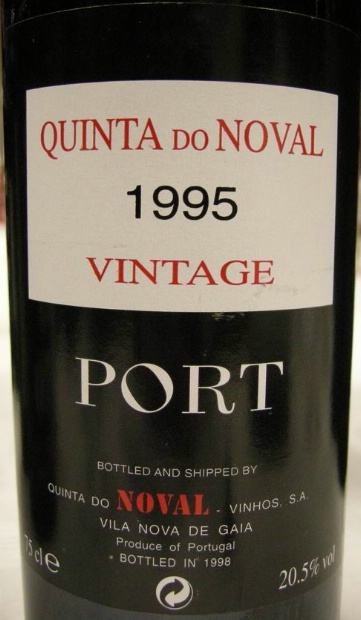 QUINTA DO NOVAL
1995
VINTAGE
PORT
BOTTLED AND SHIPPED BY
QUINTA DO NOVAL - VINHOS. S.A.
VILA NOVA DE GAIA
Produce of Portugal
BOTTLED IN 1998
75 cl e
20.5% vol